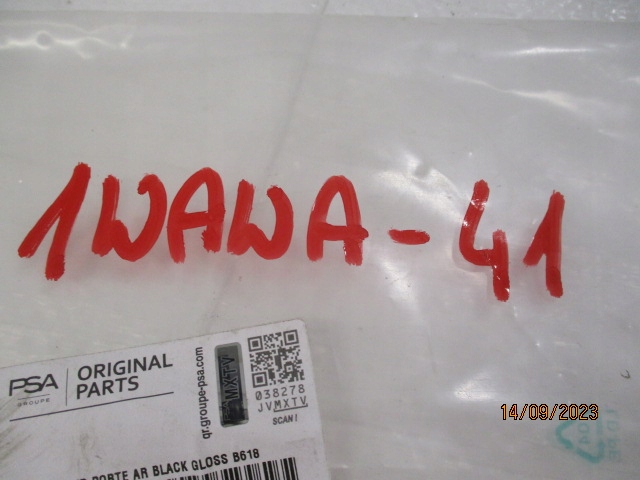 1WAWA-41
PSA
GROUPE
ORIGINAL
PARTS
qr.groupe-psa.com
MXTV
038278
JVMXTV
SCAN!
PORTE AR BLACK GLOSS B618
14/09/2023